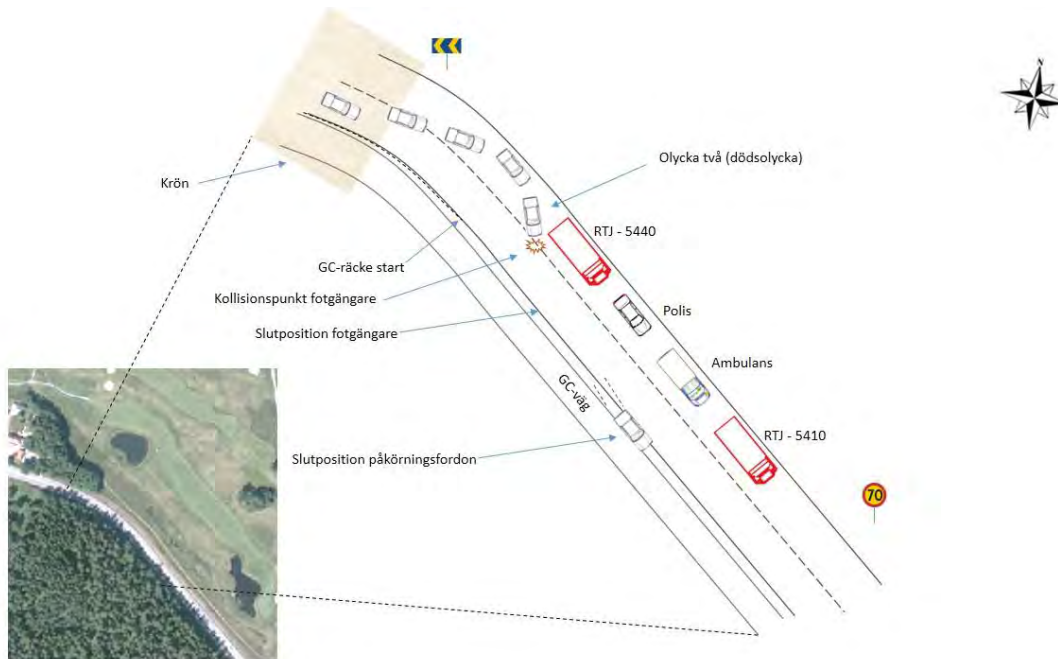 N
Olycka två (dödsolycka)
Krön
RTJ - 5440
GC-räcke start
Kollisionspunkt fotgängare
Polis
Slutposition fotgängare
Ambulans
GC-väg
RTJ - 5410
Slutposition påkörningsfordon
70